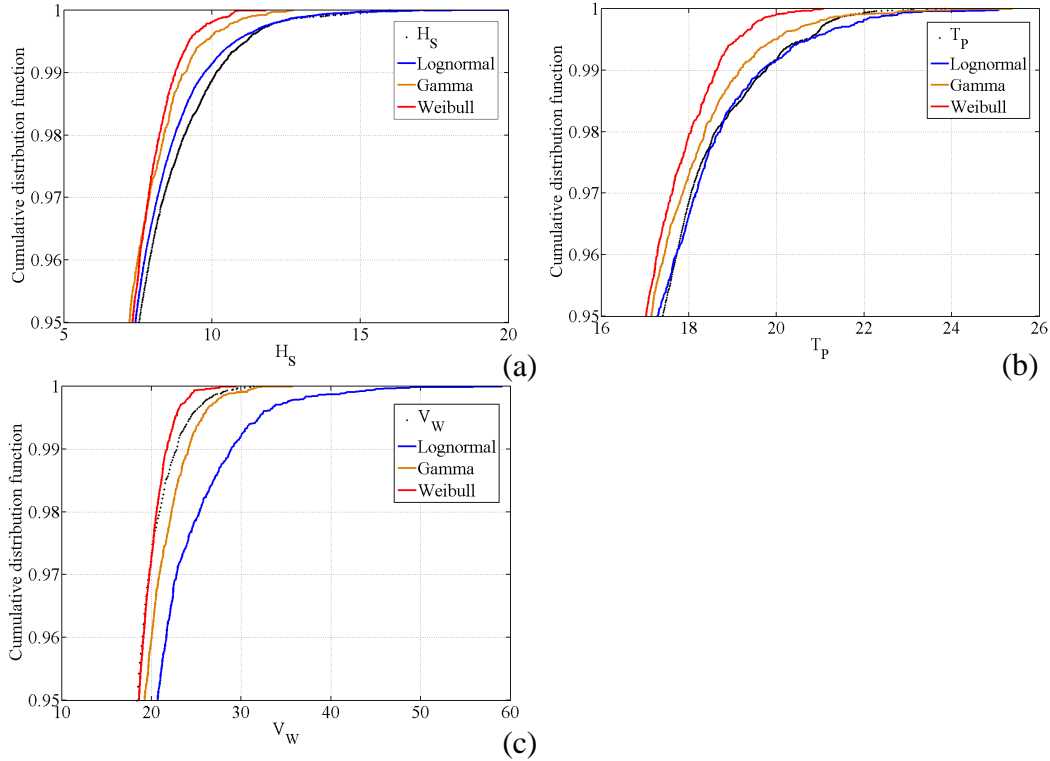 1
0.99
0.98
0.97
0.96
0.95
Cumulative distribution function
H_S
Lognormal
Gamma
Weibull
5 10 15 20
H_S
(a)
1
0.99
0.98
0.97
0.96
0.95
Cumulative distribution function
T_P
Lognormal
Gamma
Weibull
16 18 20 22 24 26
T_P
(b)
1
0.99
0.98
0.97
0.96
0.95
Cumulative distribution function
V_W
Lognormal
Gamma
Weibull
10 20 30 40 50 60
V_W
(c)